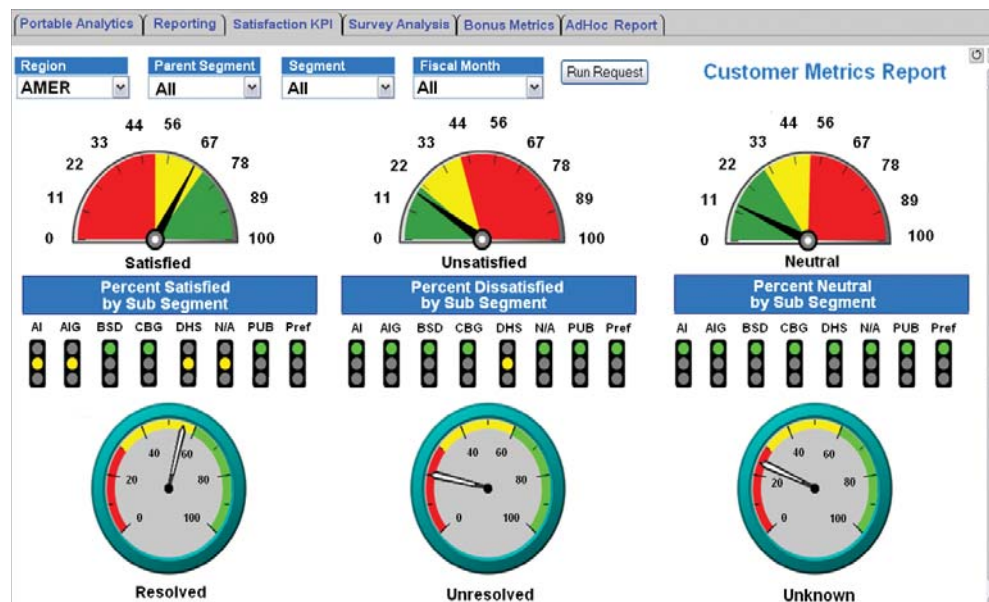 Portable Analytics Reporting Satisfaction KPI Survey Analysis Bonus Metrics AdHoc Report
Region Parent Segment Segment Fiscal Month
AMER All All All Run Request Customer Metrics Report
0 11 22 33 44 56 67 78 89 100
Satisfied
0 11 22 33 44 56 67 78 89 100
Unsatisfied
0 11 22 33 44 56 67 78 89 100
Neutral
Percent Satisfied
by Sub Segment
Percent Dissatisfied
by Sub Segment
Percent Neutral
by Sub Segment
AI AIG BSD CBG DHS N/A PUB Pref
AI AIG BSD CBG DHS N/A PUB Pref
AI AIG BSD CBG DHS N/A PUB Pref
0 20 40 60 80 100
Resolved
0 20 40 60 80 100
Unresolved
0 20 40 60 80 100
Unknown